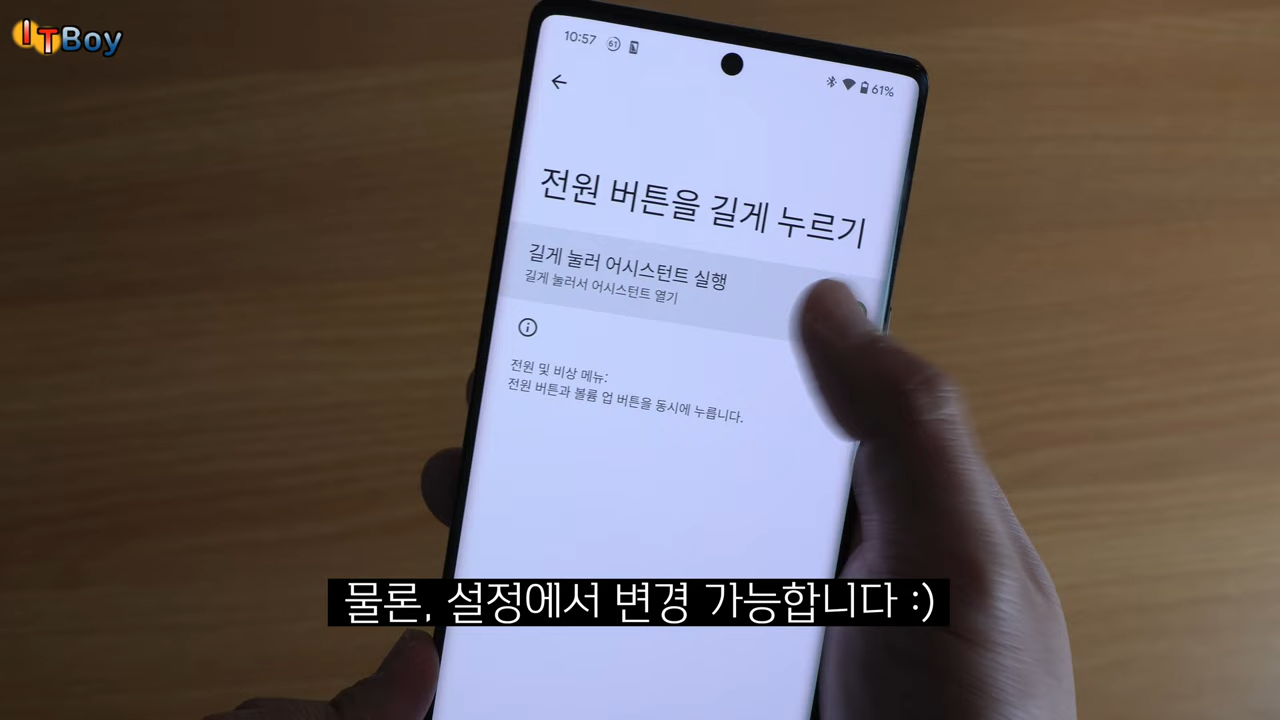 ITBoy
10:57 61
61%
전원 버튼을 길게 누르기
길게 눌러 어시스턴트 실행
길게 눌러서 어시스턴트 열기
전원 및 비상 메뉴:
전원 버튼과 볼륨 업 버튼을 동시에 누릅니다.
물론, 설정에서 변경 가능합니다 :)